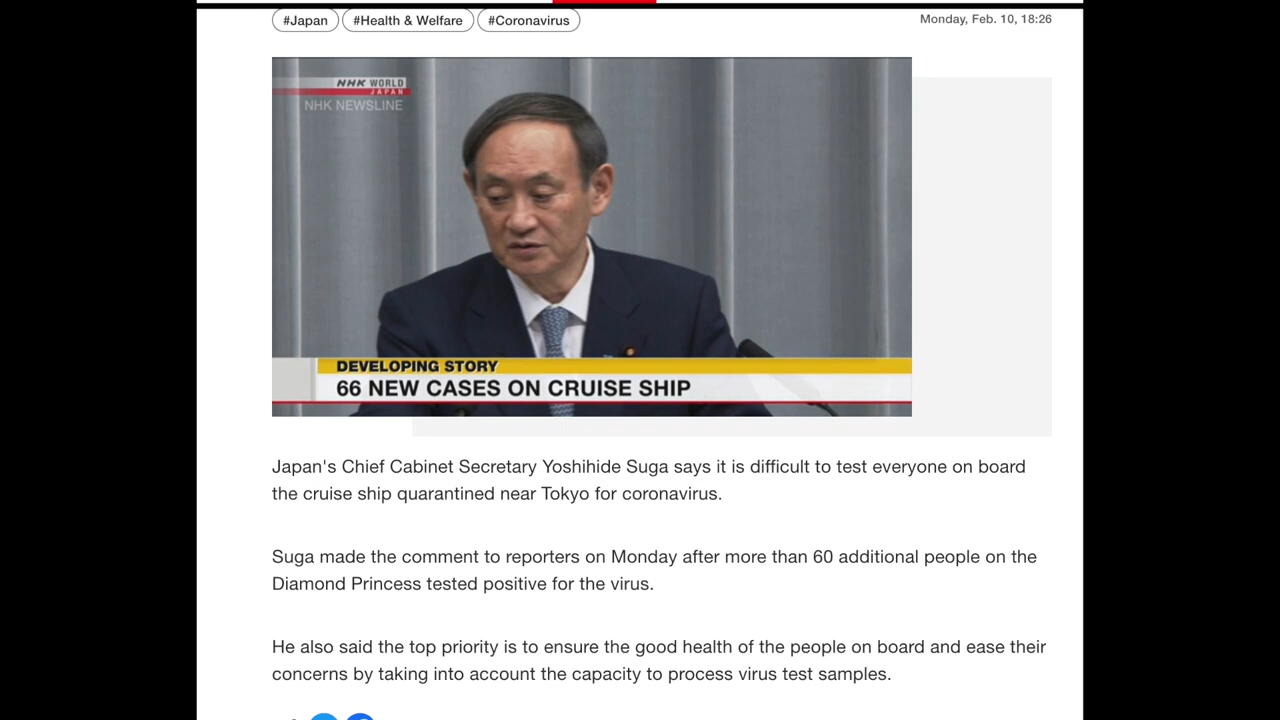 #Japan #Health & Welfare #Coronavirus Monday, Feb. 10, 18:26
NHK WORLD
JAPAN
NHK NEWSLINE
DEVELOPING STORY
66 NEW CASES ON CRUISE SHIP
Japan's Chief Cabinet Secretary Yoshihide Suga says it is difficult to test everyone on board
the cruise ship quarantined near Tokyo for coronavirus.
Suga made the comment to reporters on Monday after more than 60 additional people on the
Diamond Princess tested positive for the virus.
He also said the top priority is to ensure the good health of the people on board and ease their
concerns by taking into account the capacity to process virus test samples.